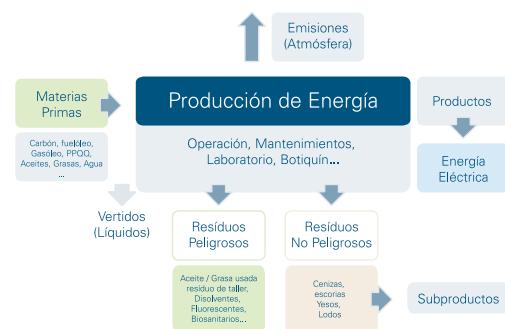 Emisiones
(Atmósfera)
Materias
Primas
Producción de Energía
Productos
Carbón, fuelóleo,
Gasóleo, PPQQ,
Aceites, Grasas, Agua
...
Operación, Mantenimientos,
Laboratorio, Botiquín...
Energía
Eléctrica
Vertidos
(Líquidos)
Resíduos
Peligrosos
Resíduos
No Peligrosos
Aceite / Grasa usada
resíduo de taller,
Disolventes,
Fluorescentes,
Biosanitarios...
Cenizas,
escorias
Yesos,
Lodos
Subproductos